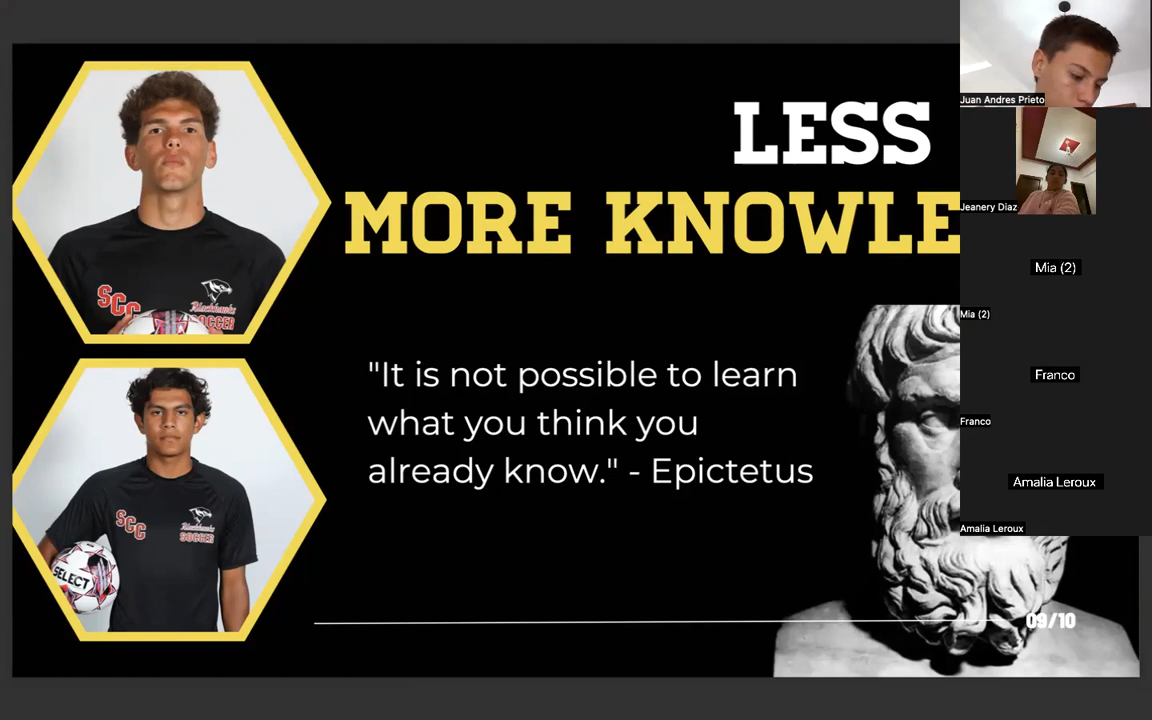 LESS
MORE KNOWLE
"It is not possible to learn
what you think you
already know." - Epictetus
09/10
SCC
Blackhawks
SOCCER
SCC
Blackhawks
SOCCER
SELECT
Juan Andres Prieto
Jeanery Diaz
Mia (2)
Mia (2)
Franco
Franco
Amalia Leroux
Amalia Leroux